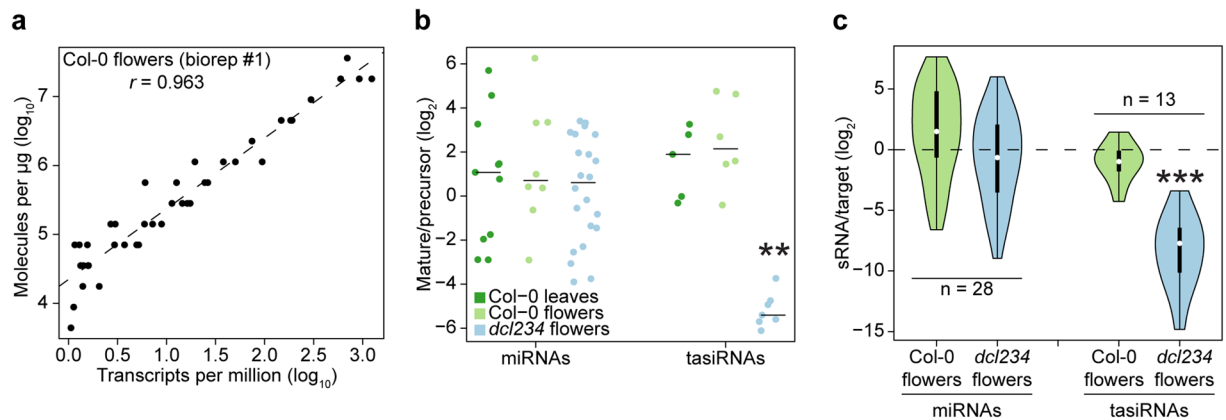 a
Col-0 flowers (biorep #1)
r = 0.963
Molecules per µg (log10)
7
6
5
4
0.0 0.5 1.0 1.5 2.0 2.5 3.0
Transcripts per million (log10)
b
Mature/precursor (log2)
6
4
2
0
−2
−4
−6
**
Col−0 leaves
Col−0 flowers
dcl234 flowers
miRNAs tasiRNAs
c
sRNA/target (log2)
5
0
−5
−10
−15
n = 13
***
n = 28
Col-0 dcl234 Col-0 dcl234
flowers flowers flowers flowers
miRNAs tasiRNAs